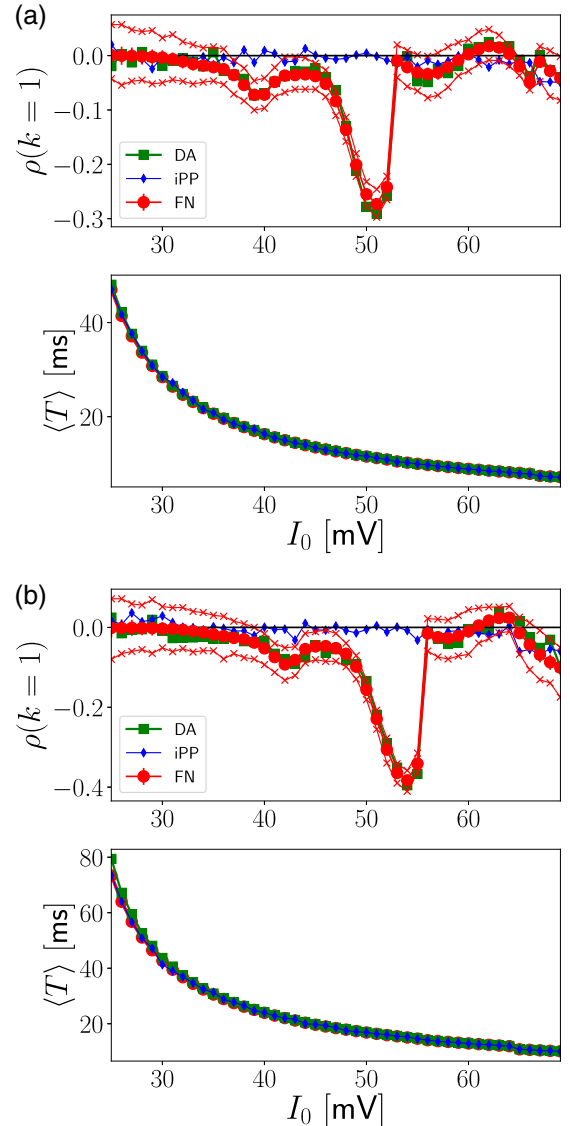 (a)
ρ(k = 1)
0.0
−0.1
−0.2
−0.3
DA
iPP
FN
30 40 50 60
⟨T⟩ [ms]
40
20
30 40 50 60
I₀ [mV]
(b)
ρ(k = 1)
0.0
−0.2
−0.4
DA
iPP
FN
30 40 50 60
⟨T⟩ [ms]
80
60
40
20
30 40 50 60
I₀ [mV]